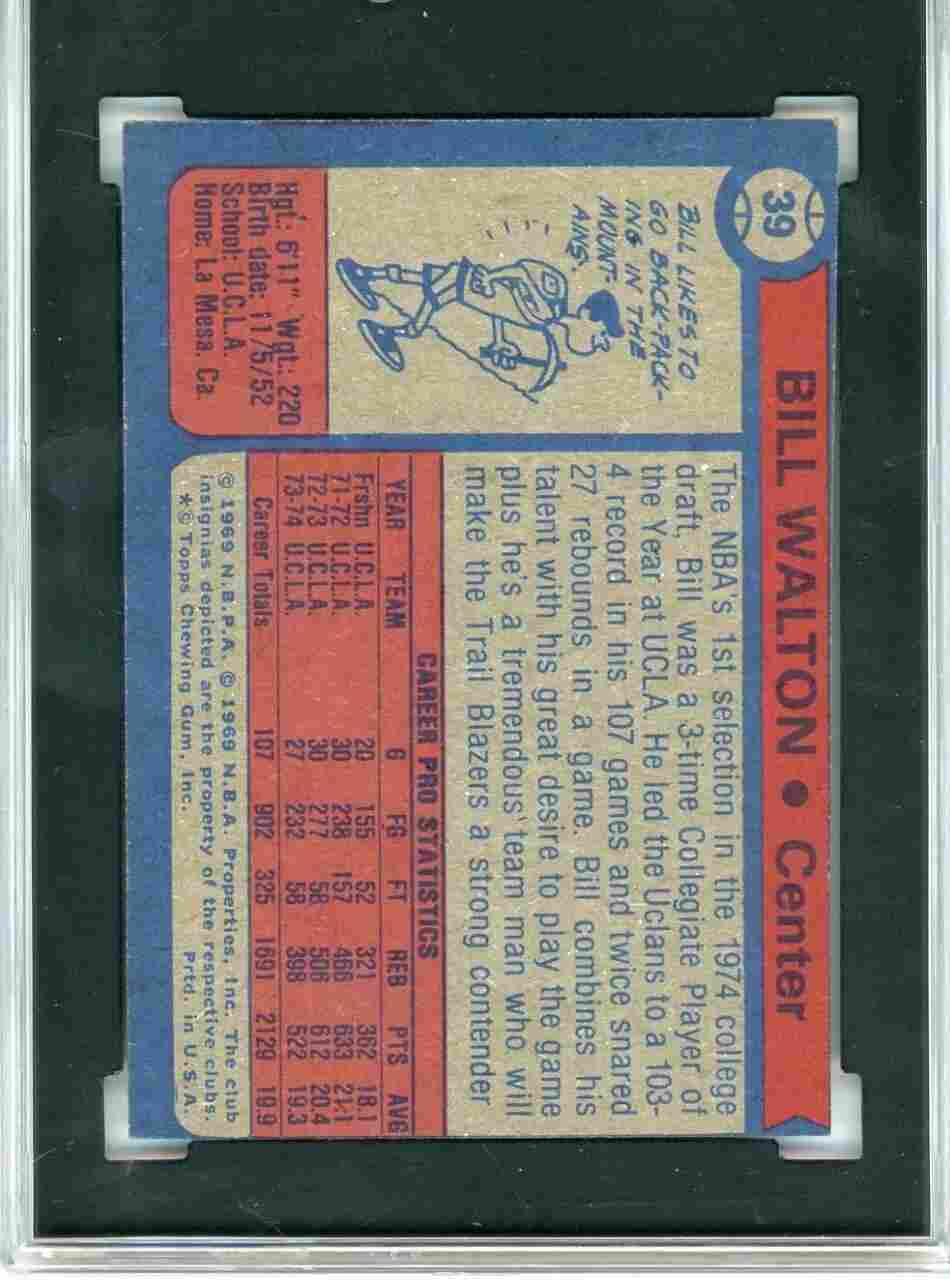 39
BILL WALTON • Center
BILL LIKES TO
GO BACK-PACK-
ING IN THE
MOUNT-
AINS.
Hgt.: 6'11" Wgt.: 220
Birth date: 11/5/52
School: U.C.L.A.
Home: La Mesa. Ca.
The NBA's 1st selection in the 1974 college
draft, Bill was a 3-time Collegiate Player of
the Year at UCLA. He led the Uclans to a 103-
4 record in his 107 games and twice snared
27 rebounds in a game. Bill combines his
talent with his great desire to play the game
plus he's a tremendous team man who will
make the Trail Blazers a strong contender
CAREER PRO STATISTICS
YEAR TEAM G FG FT REB PTS AVG
Frshn U.C.L.A. 20 155 52 321 362 18.1
71-72 U.C.L.A. 30 238 157 466 633 21.1
72-73 U.C.L.A. 30 277 58 506 612 20.4
73-74 U.C.L.A. 27 232 58 398 522 19.3
Career Totals 107 902 325 1691 2129 19.9
© 1969 N.B.P.A. © 1969 N.B.A. Properties, Inc. The club
insignias depicted are the property of the respective clubs.
*© Topps Chewing Gum, Inc. Prtd. in U.S.A.